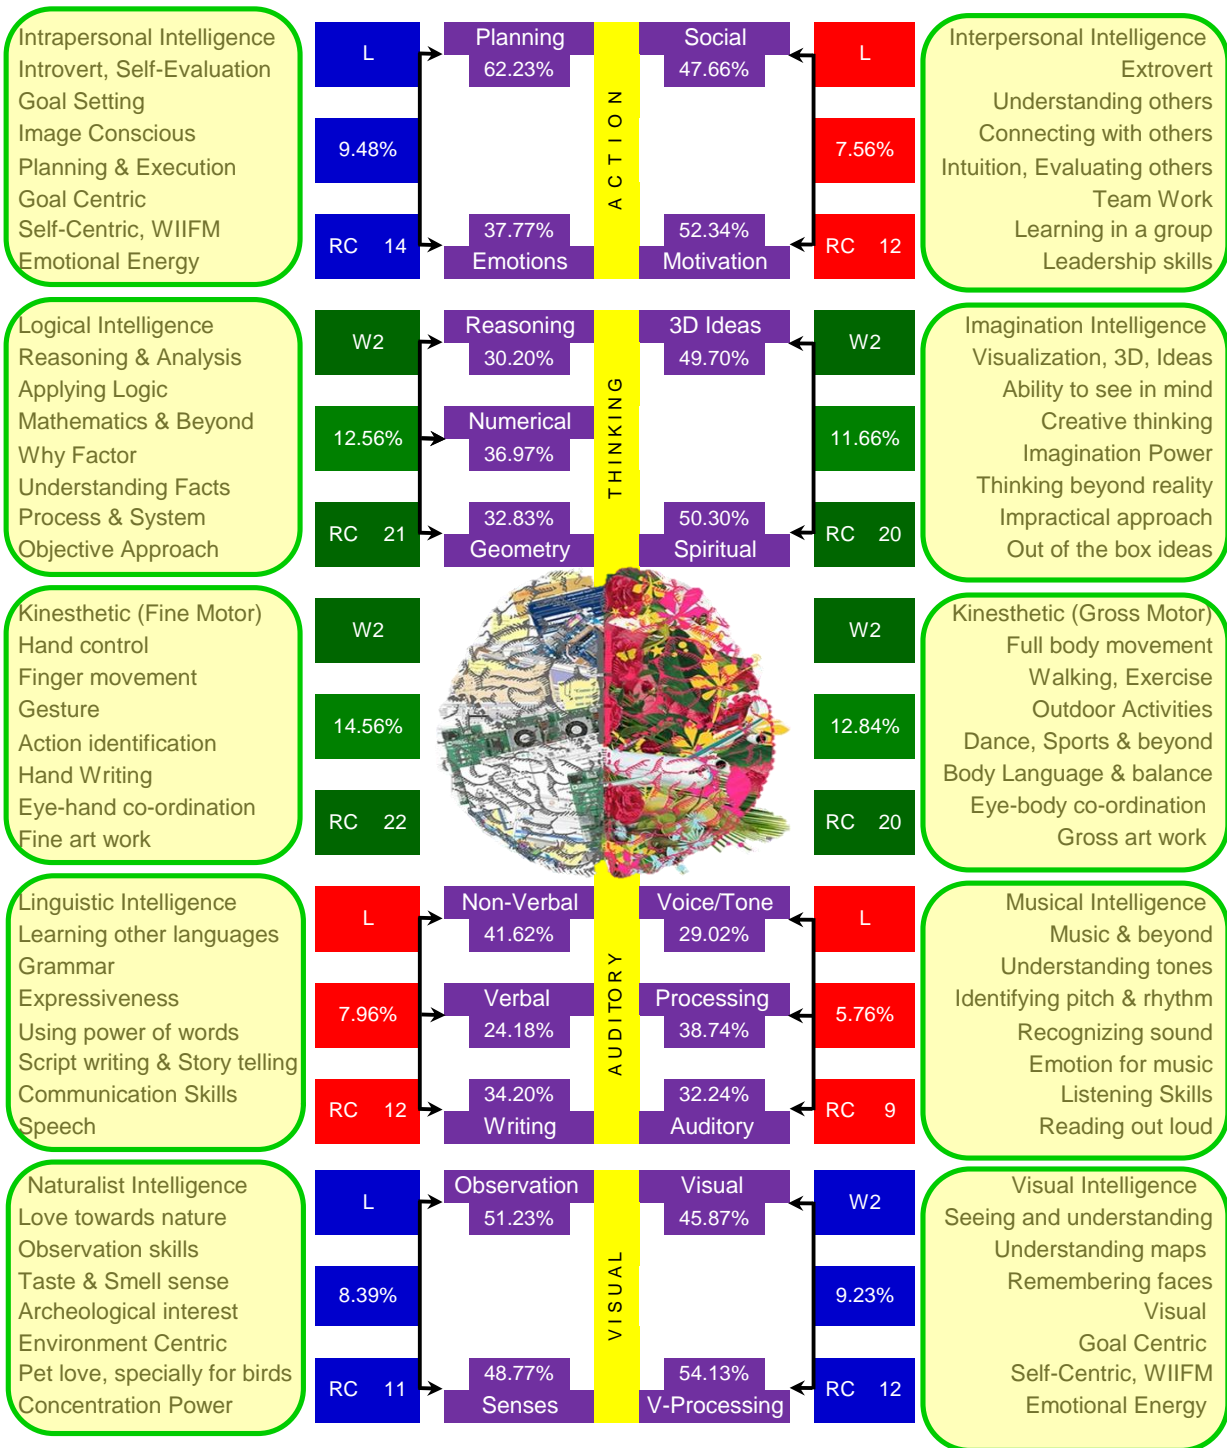 Intrapersonal Intelligence
Introvert, Self-Evaluation
Goal Setting
Image Conscious
Planning & Execution
Goal Centric
Self-Centric, WIIFM
Emotional Energy
L
9.48%
RC 14
Planning
62.23%
37.77%
Emotions
ACTION
Social
47.66%
52.34%
Motivation
L
7.56%
RC 12
Interpersonal Intelligence
Extrovert
Understanding others
Connecting with others
Intuition, Evaluating others
Team Work
Learning in a group
Leadership skills
Logical Intelligence
Reasoning & Analysis
Applying Logic
Mathematics & Beyond
Why Factor
Understanding Facts
Process & System
Objective Approach
W2
12.56%
RC 21
Reasoning
30.20%
Numerical
36.97%
32.83%
Geometry
THINKING
3D Ideas
49.70%
50.30%
Spiritual
W2
11.66%
RC 20
Imagination Intelligence
Visualization, 3D, Ideas
Ability to see in mind
Creative thinking
Imagination Power
Thinking beyond reality
Impractical approach
Out of the box ideas
Kinesthetic (Fine Motor)
Hand control
Finger movement
Gesture
Action identification
Hand Writing
Eye-hand co-ordination
Fine art work
W2
14.56%
RC 22
W2
12.84%
RC 20
Kinesthetic (Gross Motor)
Full body movement
Walking, Exercise
Outdoor Activities
Dance, Sports & beyond
Body Language & balance
Eye-body co-ordination
Gross art work
Linguistic Intelligence
Learning other languages
Grammar
Expressiveness
Using power of words
Script writing & Story telling
Communication Skills
Speech
L
7.96%
RC 12
Non-Verbal
41.62%
Verbal
24.18%
34.20%
Writing
AUDITORY
Voice/Tone
29.02%
Processing
38.74%
32.24%
Auditory
L
5.76%
RC 9
Musical Intelligence
Music & beyond
Understanding tones
Identifying pitch & rhythm
Recognizing sound
Emotion for music
Listening Skills
Reading out loud
Naturalist Intelligence
Love towards nature
Observation skills
Taste & Smell sense
Archeological interest
Environment Centric
Pet love, specially for birds
Concentration Power
L
8.39%
RC 11
Observation
51.23%
48.77%
Senses
VISUAL
Visual
45.87%
54.13%
V-Processing
W2
9.23%
RC 12
Visual Intelligence
Seeing and understanding
Understanding maps
Remembering faces
Visual
Goal Centric
Self-Centric, WIIFM
Emotional Energy